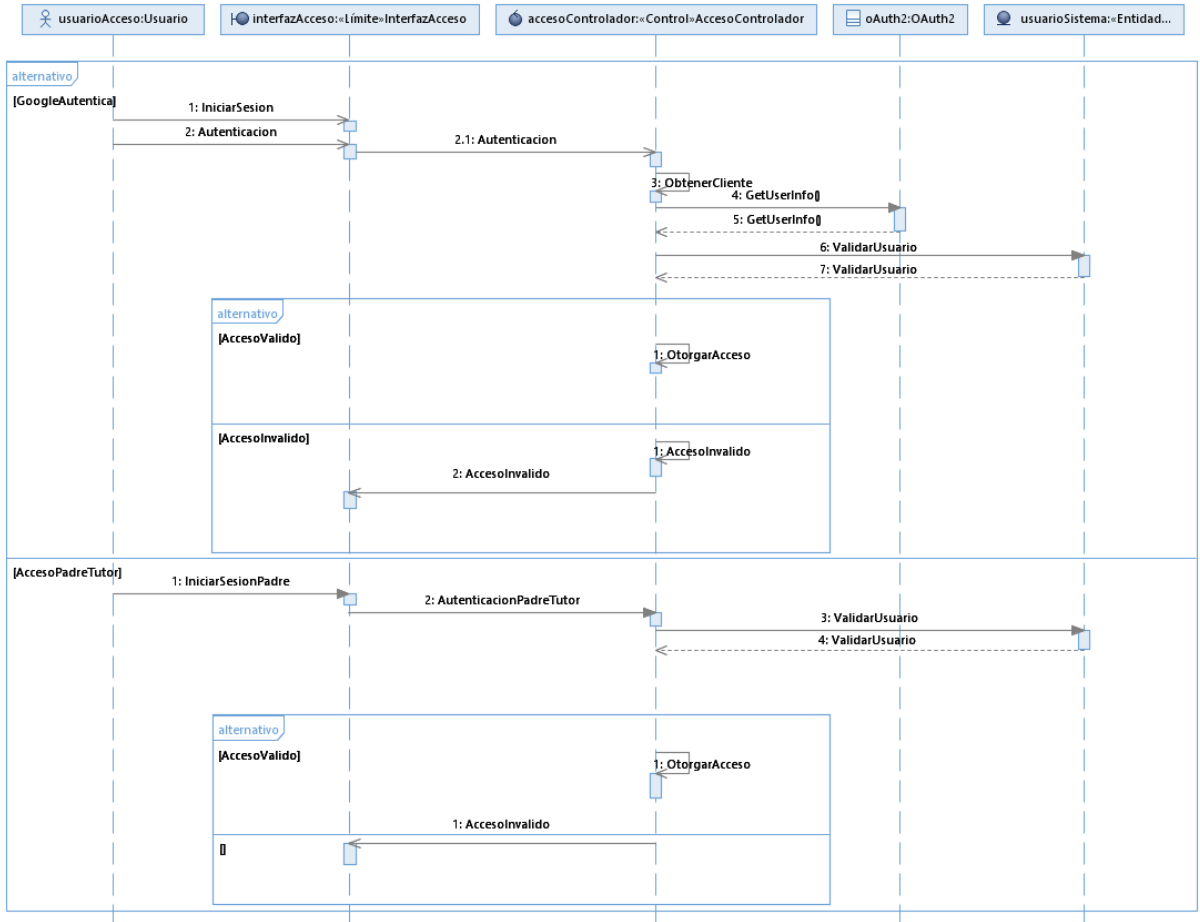 usuarioAcceso:Usuario
interfazAcceso:«Límite»InterfazAcceso
accesoControlador:«Control»AccesoControlador
oAuth2:OAuth2
usuarioSistema:«Entidad...
alternativo
[GoogleAutentica]
1: IniciarSesion
2: Autenticacion
2.1: Autenticacion
3: ObtenerCliente
4: GetUserInfo()
5: GetUserInfo()
6: ValidarUsuario
7: ValidarUsuario
alternativo
[AccesoValido]
1: OtorgarAcceso
[AccesoInvalido]
1: AccesoInvalido
2: AccesoInvalido
[AccesoPadreTutor]
1: IniciarSesionPadre
2: AutenticacionPadreTutor
3: ValidarUsuario
4: ValidarUsuario
alternativo
[AccesoValido]
1: OtorgarAcceso
1: AccesoInvalido
[]